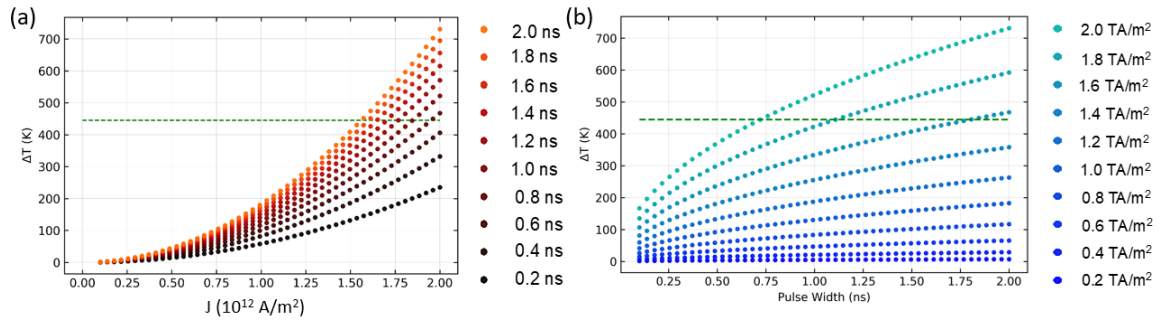 (a)
ΔT (K)
700
600
500
400
300
200
100
0
0.00 0.25 0.50 0.75 1.00 1.25 1.50 1.75 2.00
J (10¹² A/m²)
2.0 ns
1.8 ns
1.6 ns
1.4 ns
1.2 ns
1.0 ns
0.8 ns
0.6 ns
0.4 ns
0.2 ns
(b)
ΔT (K)
700
600
500
400
300
200
100
0
0.25 0.50 0.75 1.00 1.25 1.50 1.75 2.00
Pulse Width (ns)
2.0 TA/m²
1.8 TA/m²
1.6 TA/m²
1.4 TA/m²
1.2 TA/m²
1.0 TA/m²
0.8 TA/m²
0.6 TA/m²
0.4 TA/m²
0.2 TA/m²